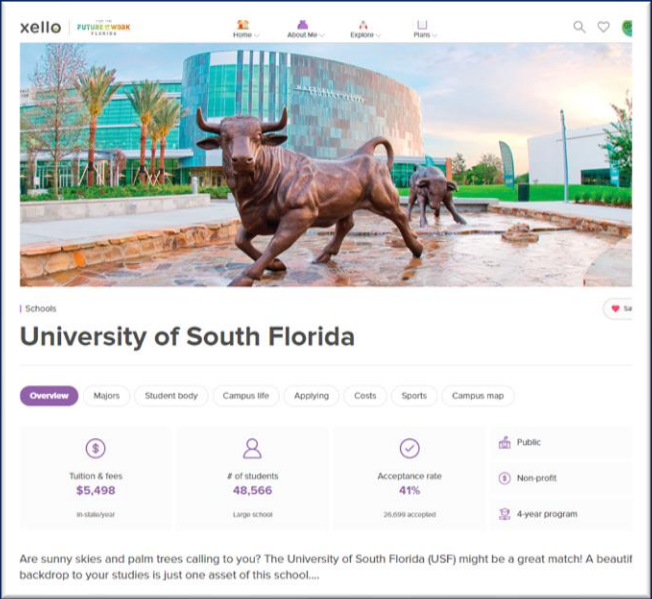 xello
FUTURE OF WORK
FLORIDA
Home
About Me
Explore
Plans
Schools
University of South Florida
Overview
Majors
Student body
Campus life
Applying
Costs
Sports
Campus map
Tuition & fees
$5,498
In-state/year
# of students
48,566
Large school
Acceptance rate
41%
26,699 accepted
Public
Non-profit
4-year program
Are sunny skies and palm trees calling to you? The University of South Florida (USF) might be a great match! A beautif
backdrop to your studies is just one asset of this school....